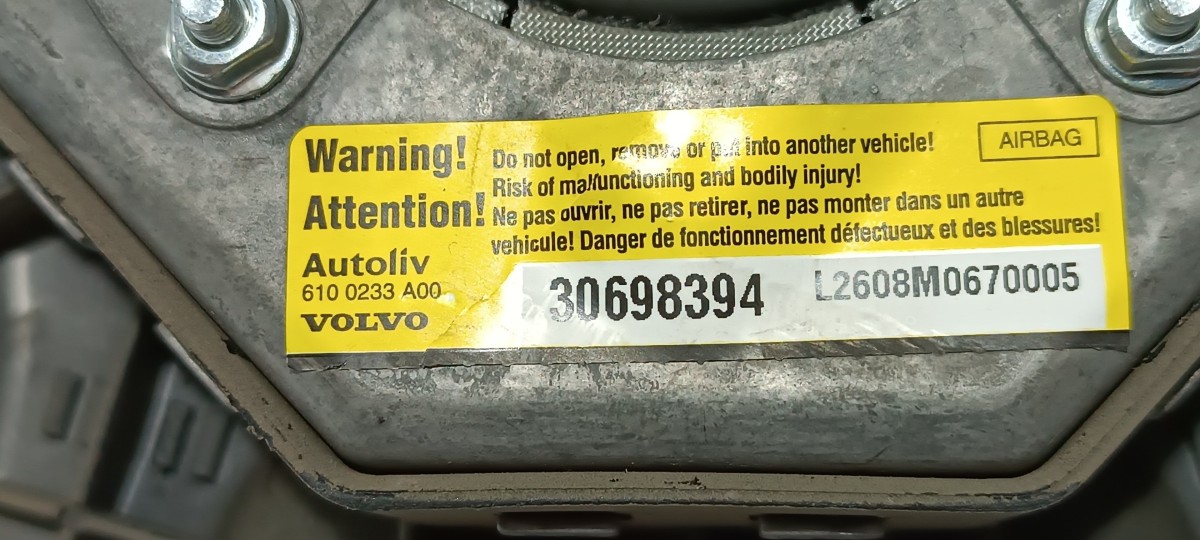 Warning!
Do not open, remove or put into another vehicle!
Risk of malfunctioning and bodily injury!
AIRBAG
Attention!
Ne pas ouvrir, ne pas retirer, ne pas monter dans un autre
vehicule! Danger de fonctionnement défectueux et des blessures!
Autoliv
610 0233 A00
VOLVO
30698394
L2608M0670005